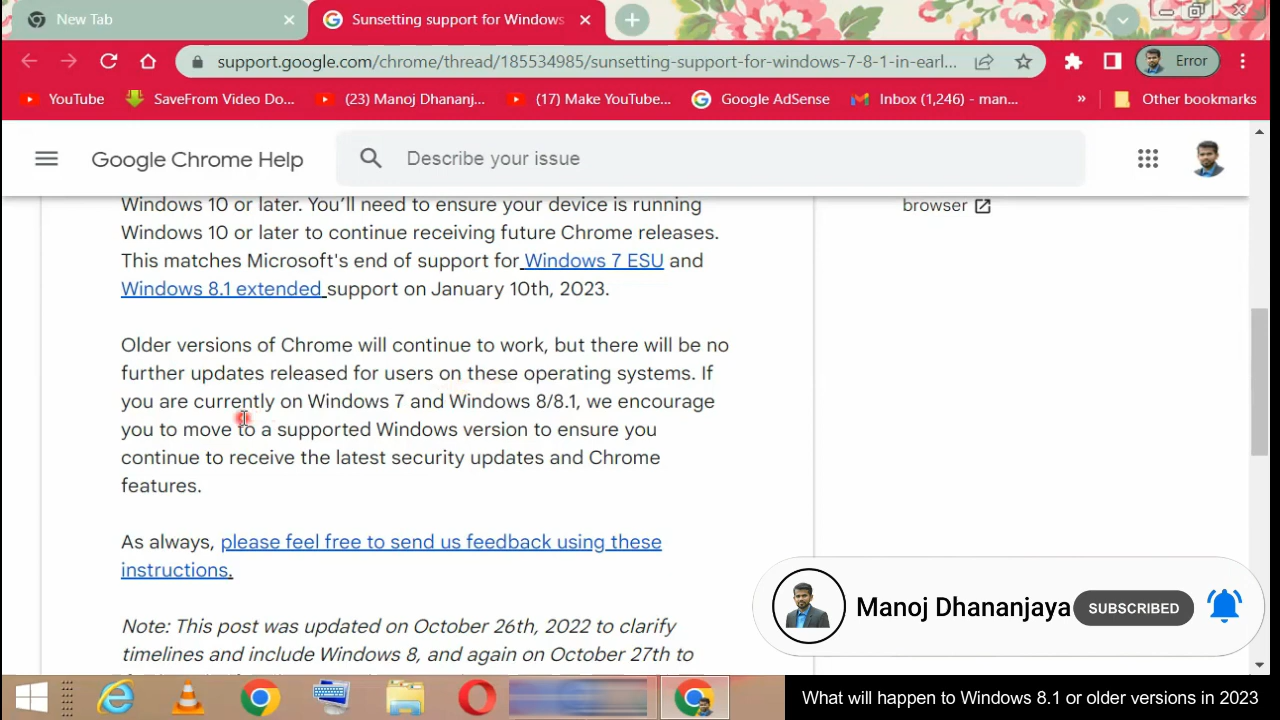 New Tab
Sunsetting support for Windows
support.google.com/chrome/thread/185534985/sunsetting-support-for-windows-7-8-1-in-earl...
Error
YouTube
SaveFrom Video Do...
(23) Manoj Dhananj...
(17) Make YouTube...
Google AdSense
Inbox (1,246) - man...
»
Other bookmarks
Google Chrome Help
Describe your issue
Windows 10 or later. You'll need to ensure your device is running
Windows 10 or later to continue receiving future Chrome releases.
This matches Microsoft's end of support for Windows 7 ESU and
Windows 8.1 extended support on January 10th, 2023.
browser
Older versions of Chrome will continue to work, but there will be no
further updates released for users on these operating systems. If
you are currently on Windows 7 and Windows 8/8.1, we encourage
you to move to a supported Windows version to ensure you
continue to receive the latest security updates and Chrome
features.
As always, please feel free to send us feedback using these
instructions.
Note: This post was updated on October 26th, 2022 to clarify
timelines and include Windows 8, and again on October 27th to
Manoj Dhananjaya
SUBSCRIBED
What will happen to Windows 8.1 or older versions in 2023